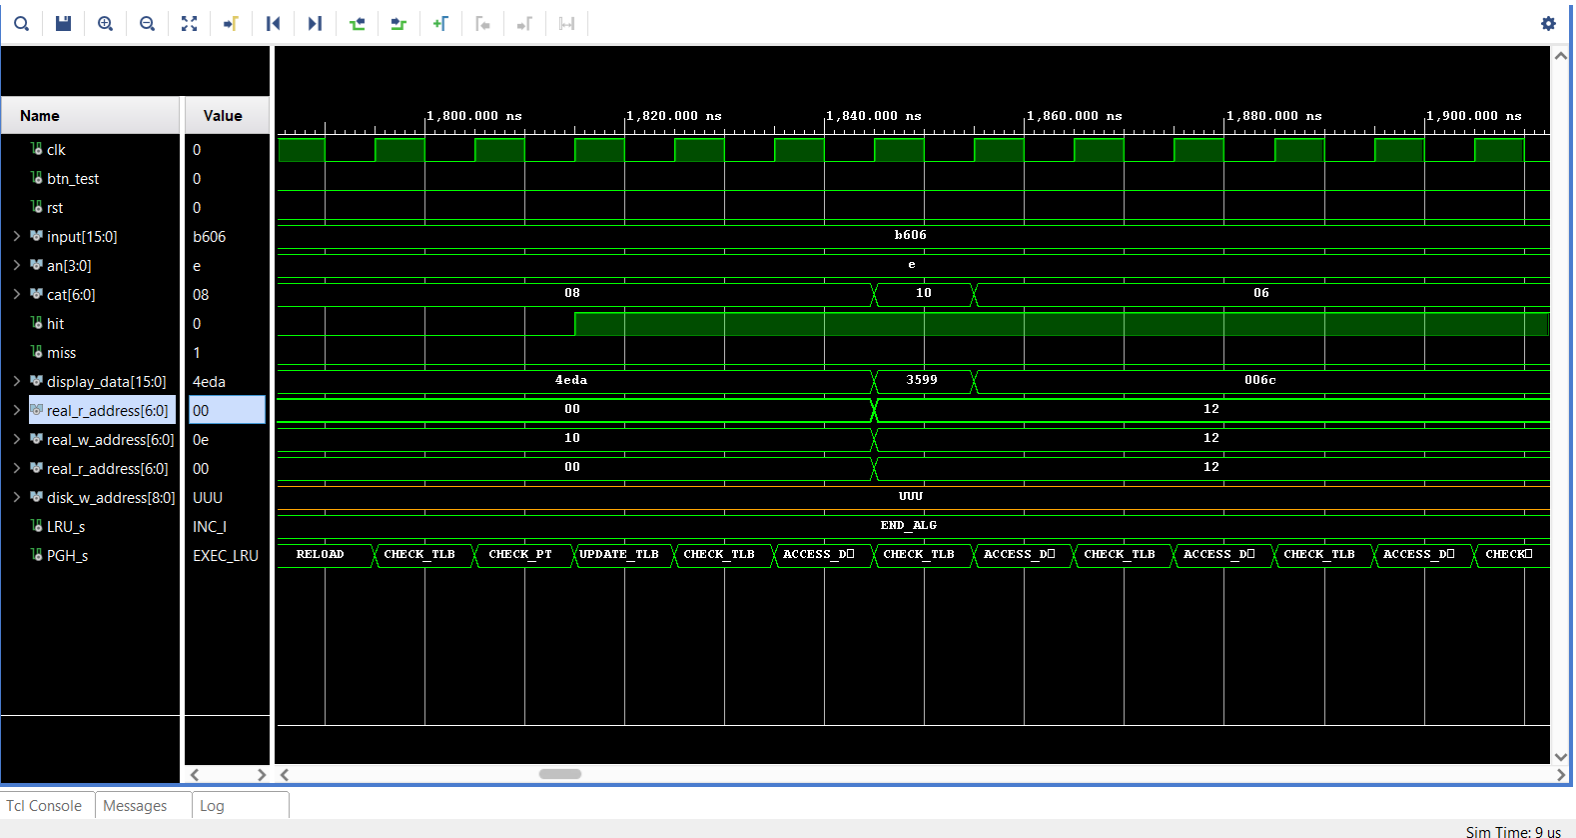 Name Value
1,800.000 ns 1,820.000 ns 1,840.000 ns 1,860.000 ns 1,880.000 ns 1,900.000 ns
clk 0
btn_test 0
rst 0
input[15:0] b606 b606
an[3:0] e e
cat[6:0] 08 08 10 06
hit 0
miss 1
display_data[15:0] 4eda 4eda 3599 006c
real_r_address[6:0] 00 00 12
real_w_address[6:0] 0e 10 12
real_r_address[6:0] 00 00 12
disk_w_address[8:0] UUU UUU
LRU_s INC_I END_ALG
PGH_s EXEC_LRU RELOAD CHECK_TLB CHECK_PT UPDATE_TLB CHECK_TLB ACCESS_D□ CHECK_TLB ACCESS_D□ CHECK_TLB ACCESS_D□ CHECK_TLB ACCESS_D□ CHECK□
Tcl Console Messages Log
Sim Time: 9 us